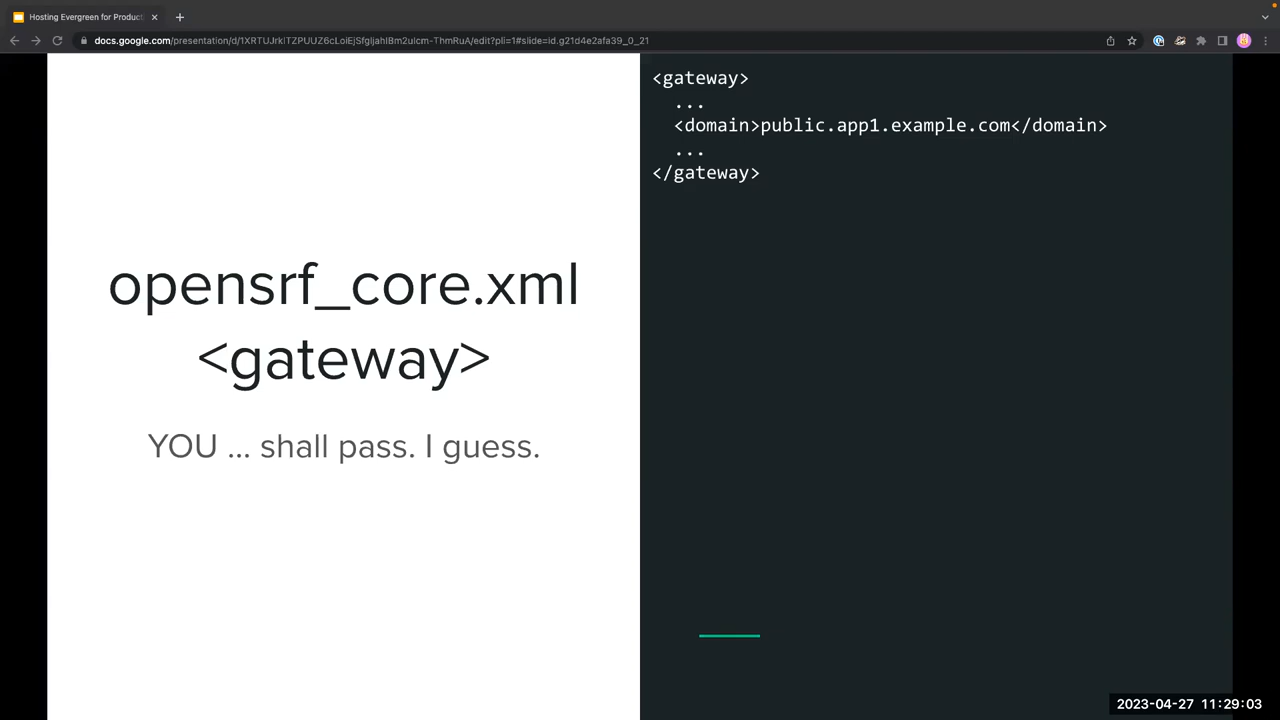 Hosting Evergreen for Product
docs.google.com/presentation/d/1XRTUJrkITZPUUZ6cLoiEjSfgljahIBm2ulcm-ThmRuA/edit?pli=1#slide=id.g21d4e2afa39_0_21
opensrf_core.xml
<gateway>
YOU ... shall pass. I guess.
<gateway>
...
<domain>public.app1.example.com</domain>
...
</gateway>
2023-04-27 11:29:03